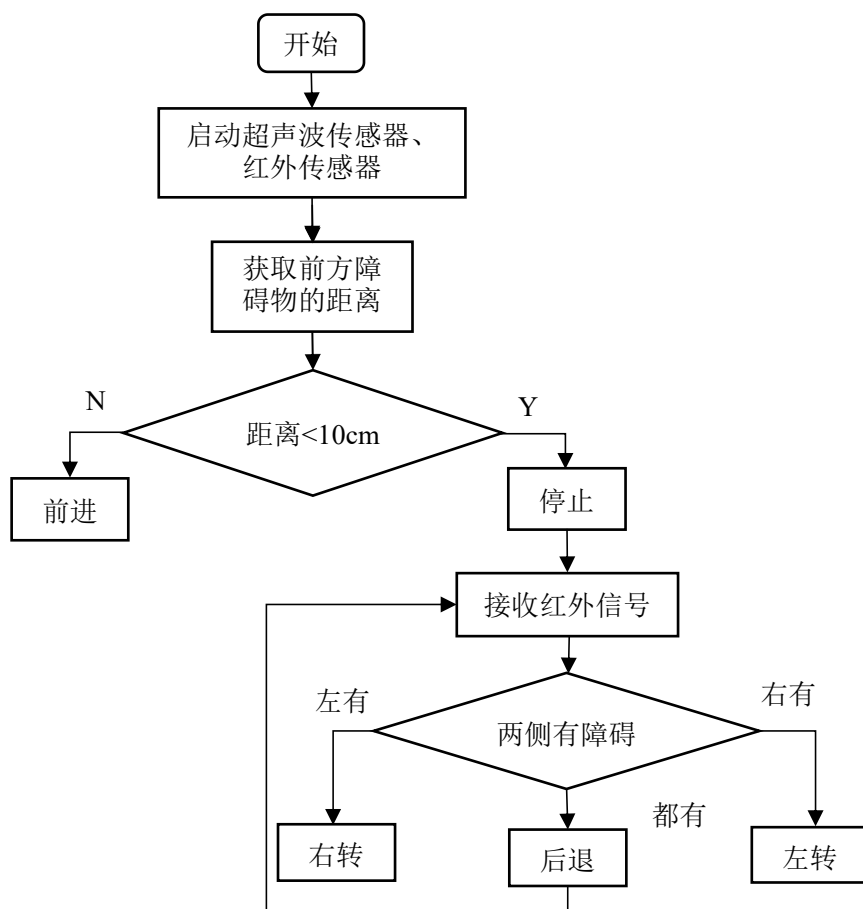 开始
启动超声波传感器、
红外传感器
获取前方障
碍物的距离
N
Y
距离<10cm
前进
停止
接收红外信号
左有
右有
两侧有障碍
都有
右转
后退
左转